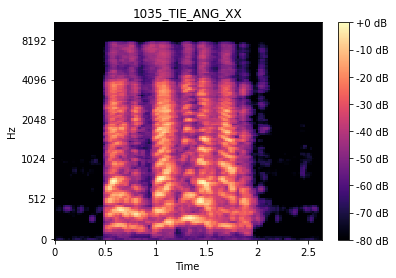 1035_TIE_ANG_XX
+0 dB
8192
-10 dB
4096
-20 dB
-30 dB
2048
Hz
-40 dB
1024
-50 dB
-60 dB
512
-70 dB
0
-80 dB
0 0.5 1 1.5 2 2.5
Time